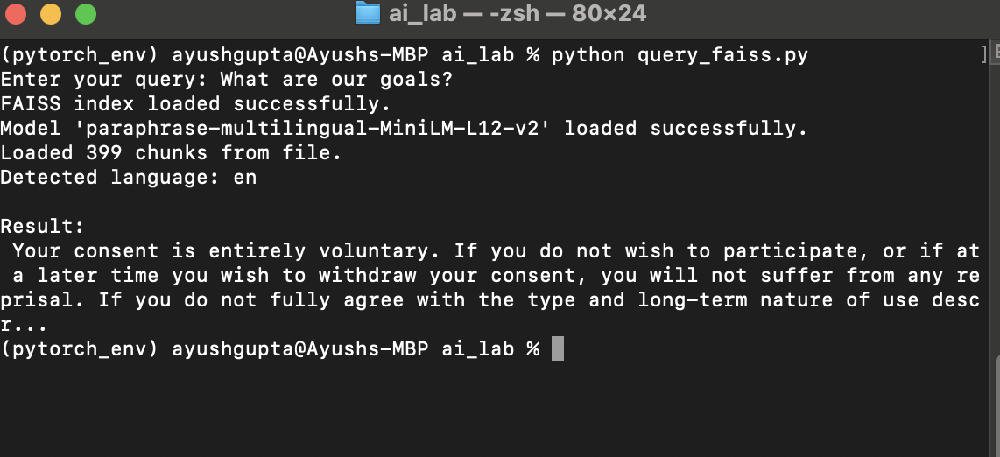 ai_lab — -zsh — 80×24
(pytorch_env) ayushgupta@Ayushs-MBP ai_lab % python query_faiss.py ]
Enter your query: What are our goals?
FAISS index loaded successfully.
Model 'paraphrase-multilingual-MiniLM-L12-v2' loaded successfully.
Loaded 399 chunks from file.
Detected language: en
Result:
Your consent is entirely voluntary. If you do not wish to participate, or if at
a later time you wish to withdraw your consent, you will not suffer from any re
prisal. If you do not fully agree with the type and long-term nature of use desc
r...
(pytorch_env) ayushgupta@Ayushs-MBP ai_lab %